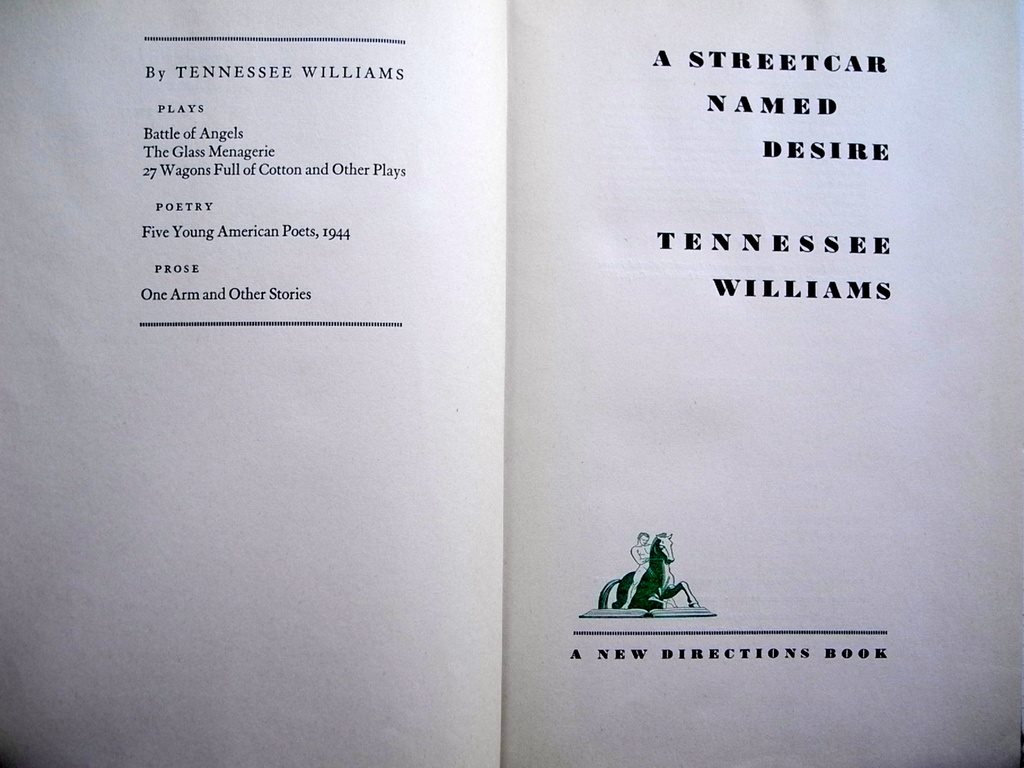 By TENNESSEE WILLIAMS
PLAYS
Battle of Angels
The Glass Menagerie
27 Wagons Full of Cotton and Other Plays
POETRY
Five Young American Poets, 1944
PROSE
One Arm and Other Stories
A STREETCAR
NAMED
DESIRE
TENNESSEE
WILLIAMS
A NEW DIRECTIONS BOOK